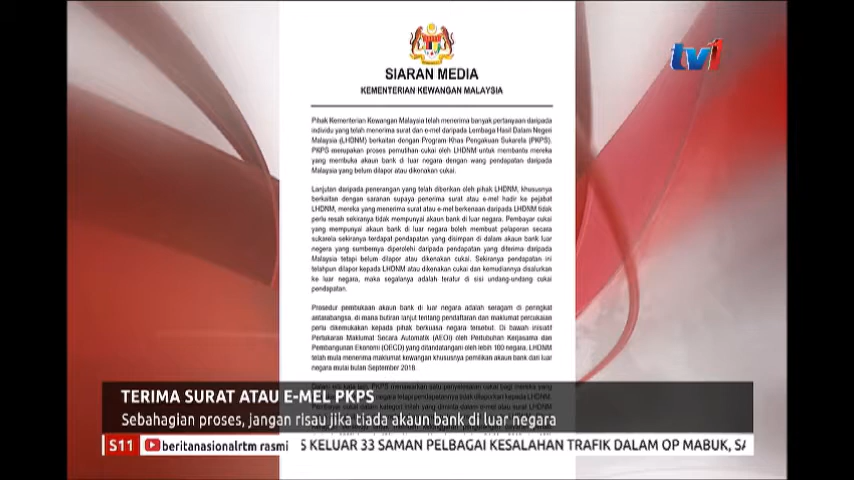 tv1
SIARAN MEDIA
KEMENTERIAN KEWANGAN MALAYSIA
Pihak Kementerian Kewangan Malaysia telah menerima banyak pertanyaan daripada
individu yang telah menerima surat dan e-mel daripada Lembaga Hasil Dalam Negeri
Malaysia (LHDNM) berkaitan dengan Program Khas Pengakuan Sukarela (PKPS).
PKPS merupakan proses pemutihan cukai oleh LHDNM untuk membantu mereka
yang membuka akaun bank di luar negara dengan wang pendapatan daripada
Malaysia yang belum dilapor atau dikenakan cukai.
Lanjutan daripada penerangan yang telah diberikan oleh pihak LHDNM, khususnya
berkaitan dengan saranan supaya penerima surat atau e-mel hadir ke pejabat
LHDNM, mereka yang menerima surat atau e-mel berkenaan daripada LHDNM tidak
perlu resah sekiranya tidak mempunyai akaun bank di luar negara. Pembayar cukai
yang mempunyai akaun bank di luar negara boleh membuat pelaporan secara
sukarela sekiranya terdapat pendapatan yang disimpan di dalam akaun bank luar
negara yang sumbernya diperolehi daripada pendapatan yang diterima daripada
Malaysia tetapi belum dilapor atau dikenakan cukai. Sekiranya pendapatan ini
telahpun dilapor kepada LHDNM atau dikenakan cukai dan kemudiannya disalurkan
ke luar negara, maka segalanya adalah teratur di sisi undang-undang cukai
pendapatan.
Prosedur pembukaan akaun bank di luar negara adalah seragam di peringkat
antarabangsa, di mana butiran lanjut tentang pendaftaran dan maklumat percukaian
perlu dikemukakan kepada pihak berkuasa negara tersebut. Di bawah inisiatif
Pertukaran Maklumat Secara Automatik (AEOI) oleh Pertubuhan Kerjasama dan
Pembangunan Ekonomi (OECD) yang ditandatangani oleh lebih 100 negara, LHDNM
telah mula menerima maklumat kewangan khususnya pemilikan akaun bank dari luar
negara mulai bulan September 2018.
TERIMA SURAT ATAU E-MEL PKPS
Sebahagian proses, jangan risau jika tiada akaun bank di luar negara
S11 beritanasionalrtm rasmi S KELUAR 33 SAMAN PELBAGAI KESALAHAN TRAFIK DALAM OP MABUK, SA